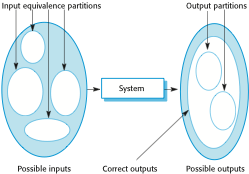 Input equivalence partitions
Output partitions
System
Possible inputs
Correct outputs
Possible outputs